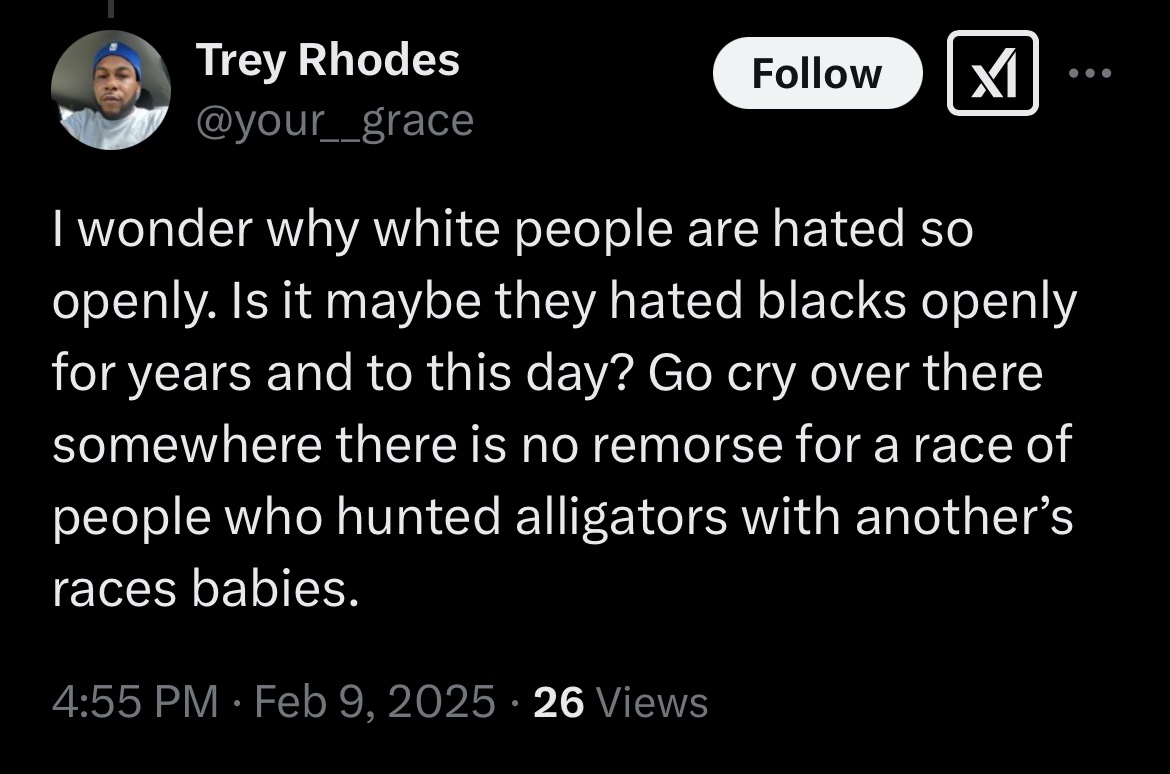 Trey Rhodes
Follow
@your__grace
I wonder why white people are hated so
openly. Is it maybe they hated blacks openly
for years and to this day? Go cry over there
somewhere there is no remorse for a race of
people who hunted alligators with another’s
races babies.
4:55 PM · Feb 9, 2025 · 26 Views